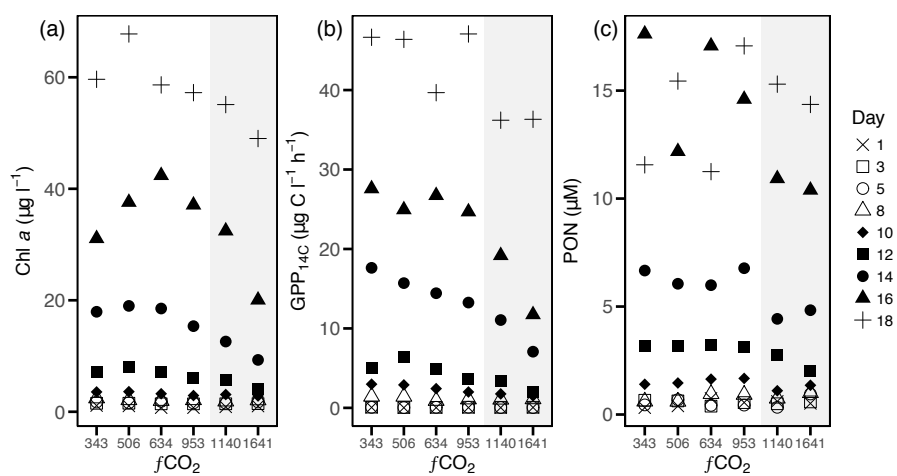 (a)
60
40
20
0
Chl a (µg l⁻¹)
343 506 634 953 1140 1641
fCO₂
(b)
40
30
20
10
0
GPP₁₄C (µg C l⁻¹ h⁻¹)
343 506 634 953 1140 1641
fCO₂
(c)
15
10
5
0
PON (µM)
343 506 634 953 1140 1641
fCO₂
Day
1
3
5
8
10
12
14
16
18